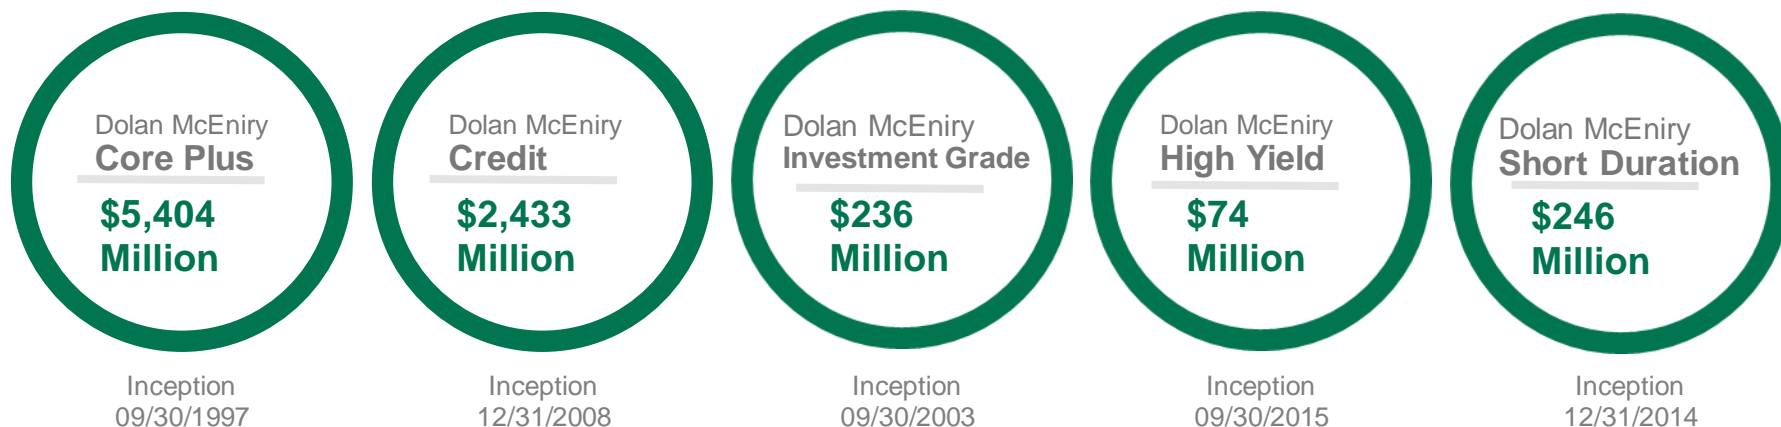 Dolan McEniry
Core Plus
$5,404
Million
Inception
09/30/1997
Dolan McEniry
Credit
$2,433
Million
Inception
12/31/2008
Dolan McEniry
Investment Grade
$236
Million
Inception
09/30/2003
Dolan McEniry
High Yield
$74
Million
Inception
09/30/2015
Dolan McEniry
Short Duration
$246
Million
Inception
12/31/2014